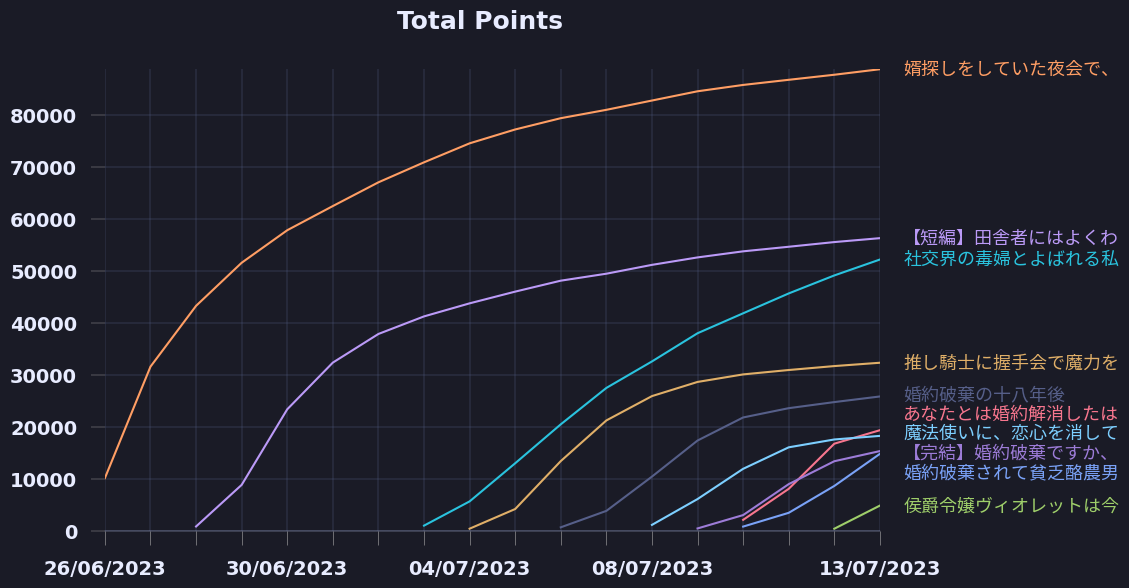 Total Points
80000
70000
60000
50000
40000
30000
20000
10000
0
26/06/2023
30/06/2023
04/07/2023
08/07/2023
13/07/2023
婿探しをしていた夜会で、
【短編】田舎者にはよくわ
社交界の毒婦とよばれる私
推し騎士に握手会で魔力を
婚約破棄の十八年後
あなたとは婚約解消したは
魔法使いに、恋心を消して
【完結】婚約破棄ですか、
婚約破棄されて貧乏酪農男
侯爵令嬢ヴィオレットは今